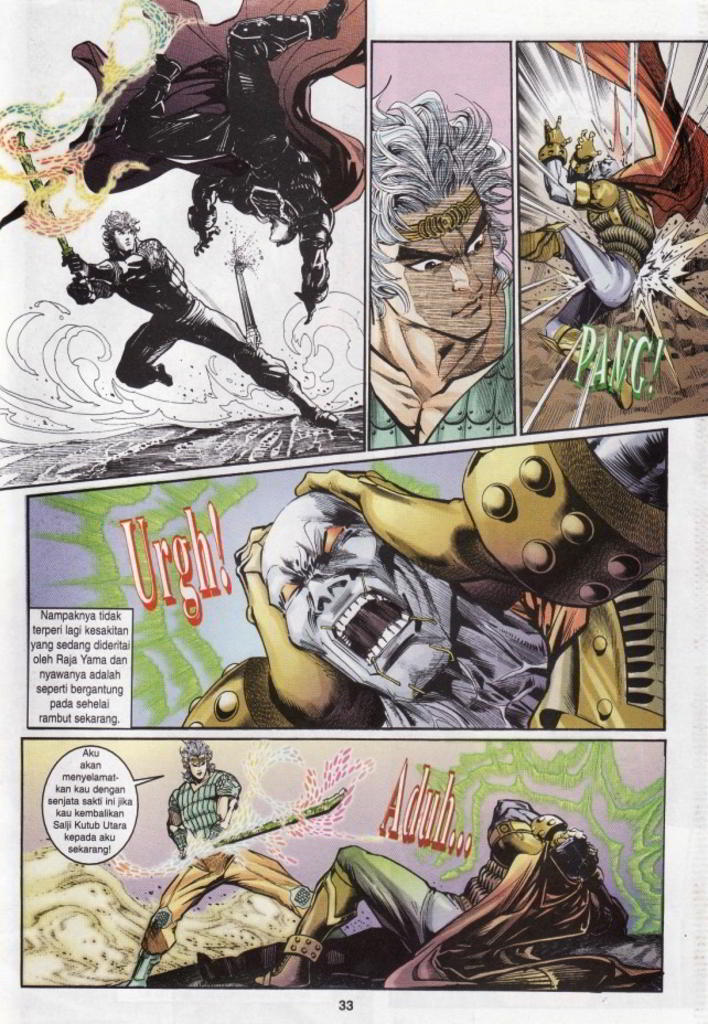 PANG!
Urgh!
Nampaknya tidak
terperi lagi kesakitan
yang sedang dideritai
oleh Raja Yama dan
nyawanya adalah
seperti bergantung
pada sehelai
rambut sekarang.
Aku
akan
menyelamat-
kan kau dengan
senjata sakti ini jika
kau kembalikan
Salji Kutub Utara
kepada aku
sekarang!
Aduh...
33